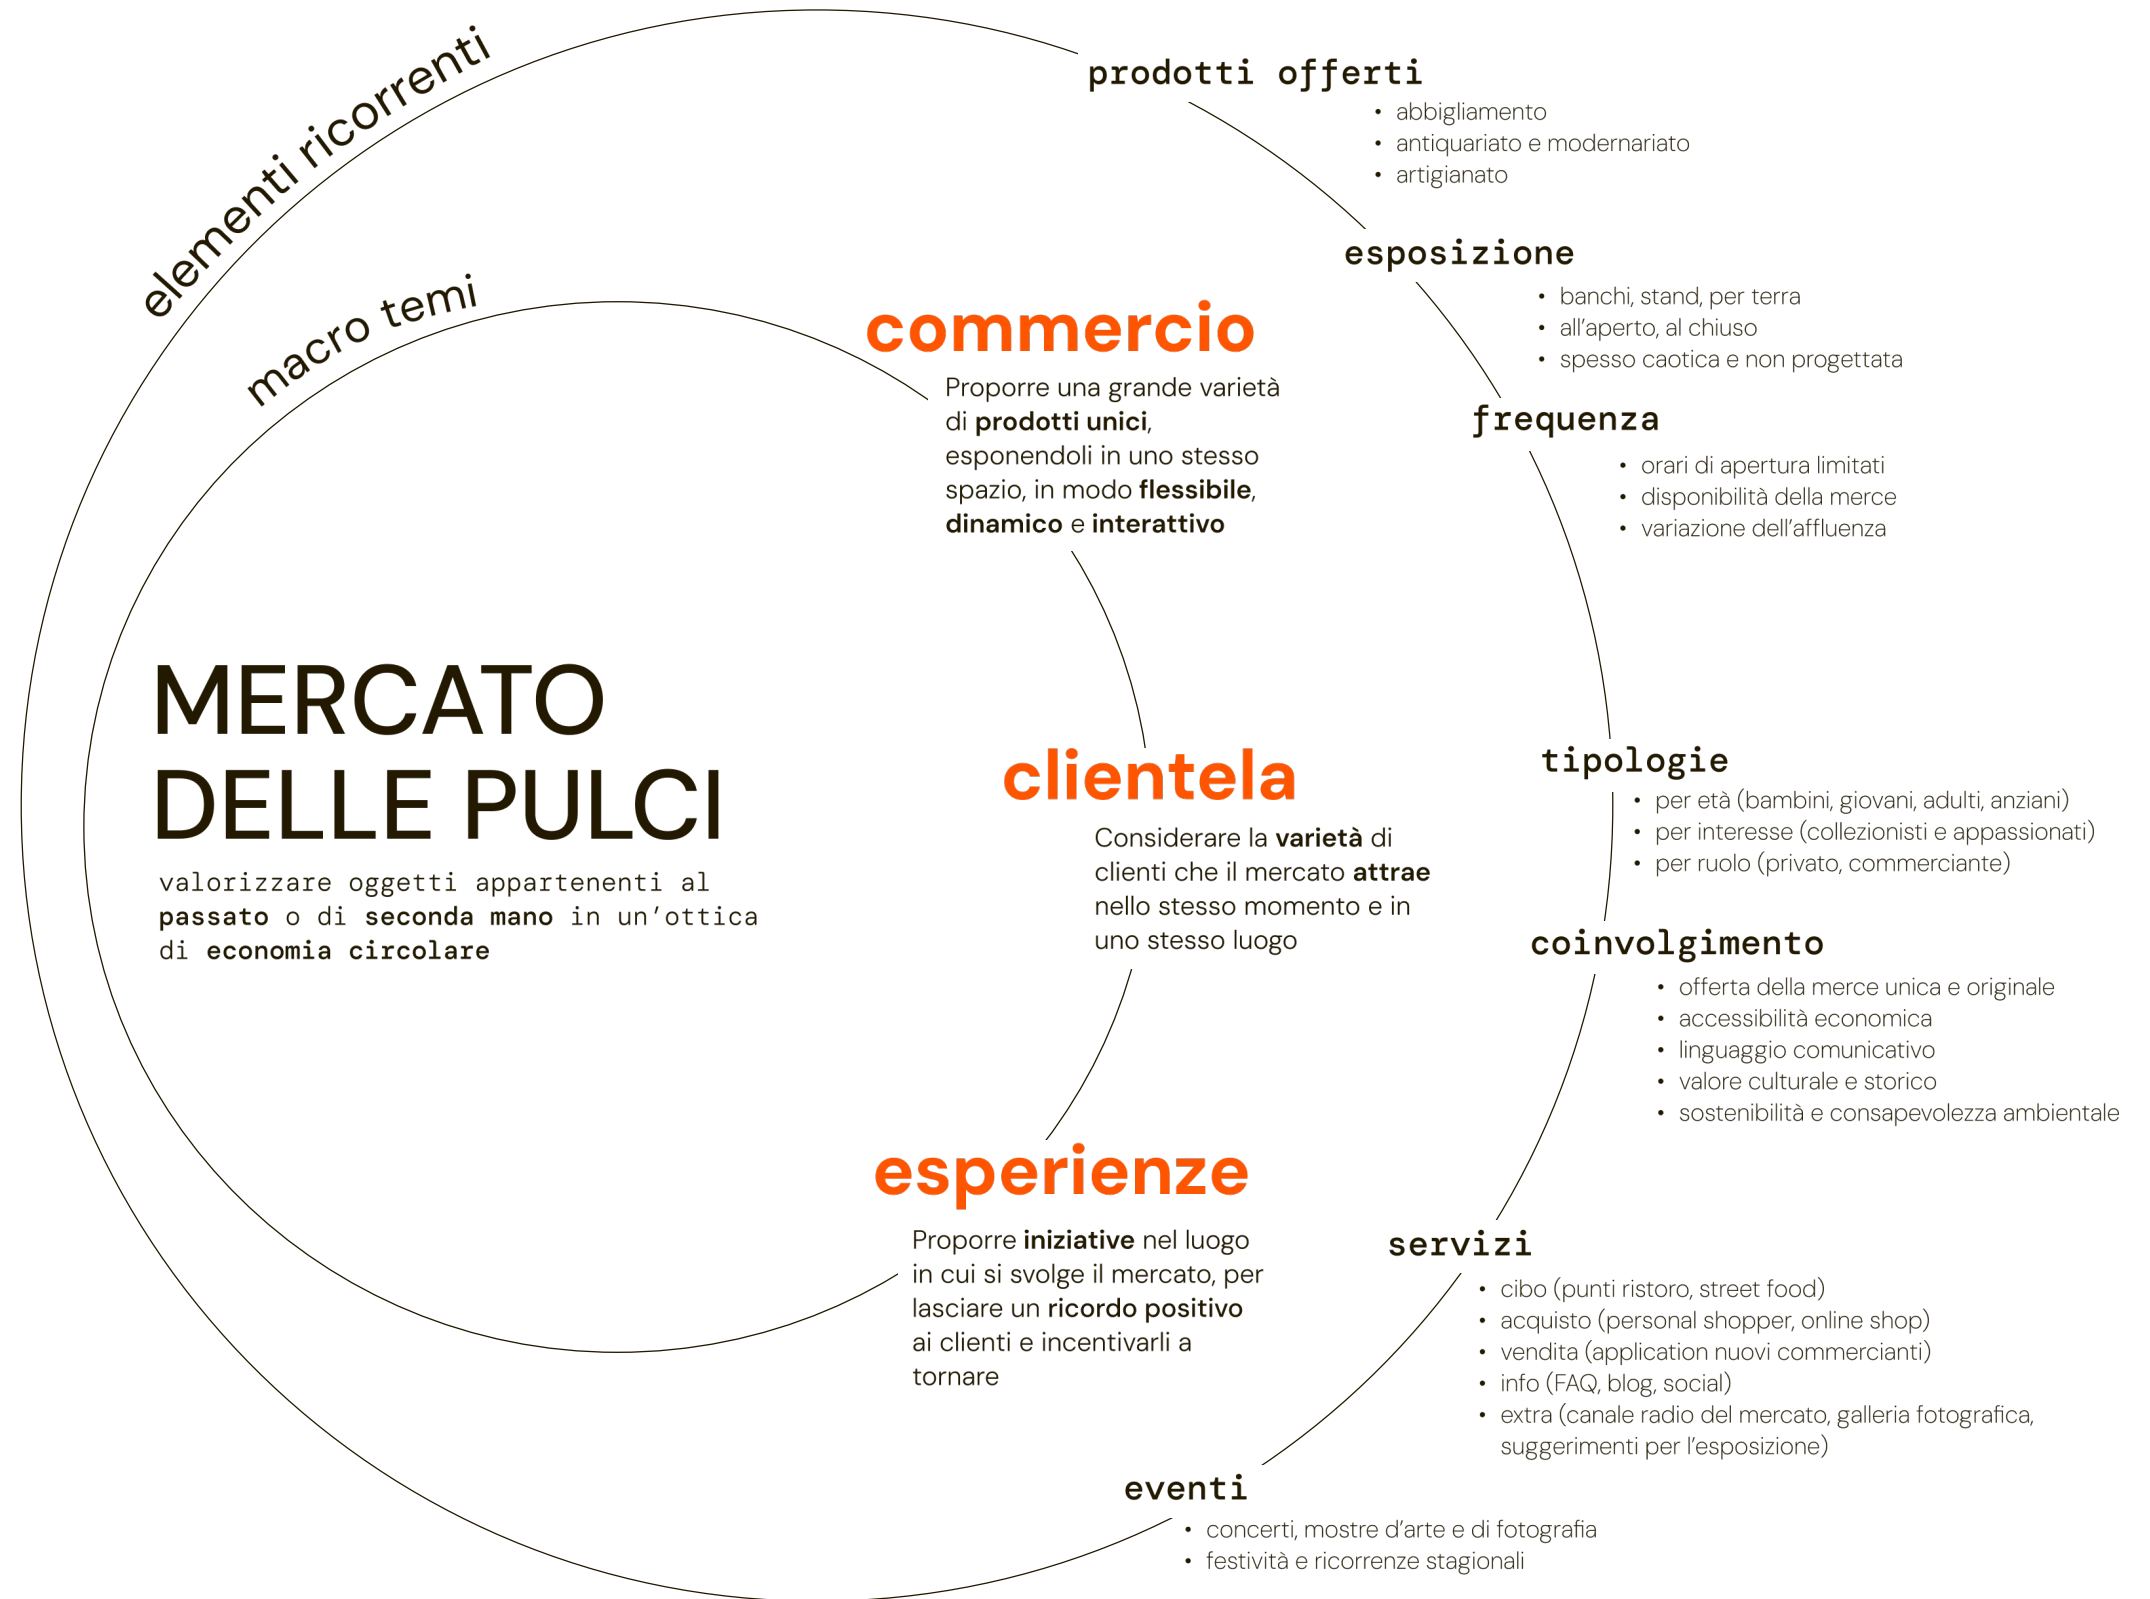 elementi ricorrenti
macro temi
MERCATO
DELLE PULCI
valorizzare oggetti appartenenti al
passato o di seconda mano in un’ottica
di economia circolare
commercio
Proporre una grande varietà
di prodotti unici,
esponendoli in uno stesso
spazio, in modo flessibile,
dinamico e interattivo
clientela
Considerare la varietà di
clienti che il mercato attrae
nello stesso momento e in
uno stesso luogo
esperienze
Proporre iniziative nel luogo
in cui si svolge il mercato, per
lasciare un ricordo positivo
ai clienti e incentivarli a
tornare
prodotti offerti
• abbigliamento
• antiquariato e modernariato
• artigianato
esposizione
• banchi, stand, per terra
• all’aperto, al chiuso
• spesso caotica e non progettata
frequenza
• orari di apertura limitati
• disponibilità della merce
• variazione dell’affluenza
tipologie
• per età (bambini, giovani, adulti, anziani)
• per interesse (collezionisti e appassionati)
• per ruolo (privato, commerciante)
coinvolgimento
• offerta della merce unica e originale
• accessibilità economica
• linguaggio comunicativo
• valore culturale e storico
• sostenibilità e consapevolezza ambientale
servizi
• cibo (punti ristoro, street food)
• acquisto (personal shopper, online shop)
• vendita (application nuovi commercianti)
• info (FAQ, blog, social)
• extra (canale radio del mercato, galleria fotografica,
suggerimenti per l’esposizione)
eventi
• concerti, mostre d’arte e di fotografia
• festività e ricorrenze stagionali